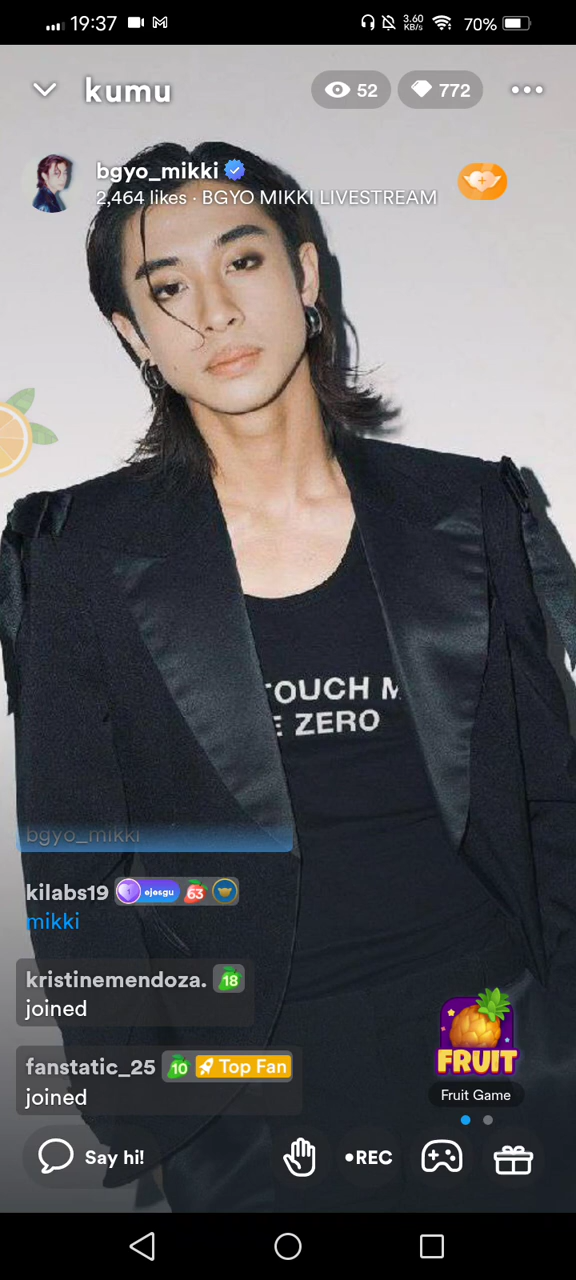 19:37
3.60
KB/s
70%
kumu
52
772
bgyo_mikki
2,464 likes · BGYO MIKKI LIVESTREAM
TOUCH M
E ZERO
bgyo_mikki
kilabs19 63
mikki
kristinemendoza. 18
joined
fanstatic_25 10 Top Fan
joined
FRUIT
Fruit Game
Say hi!
•REC